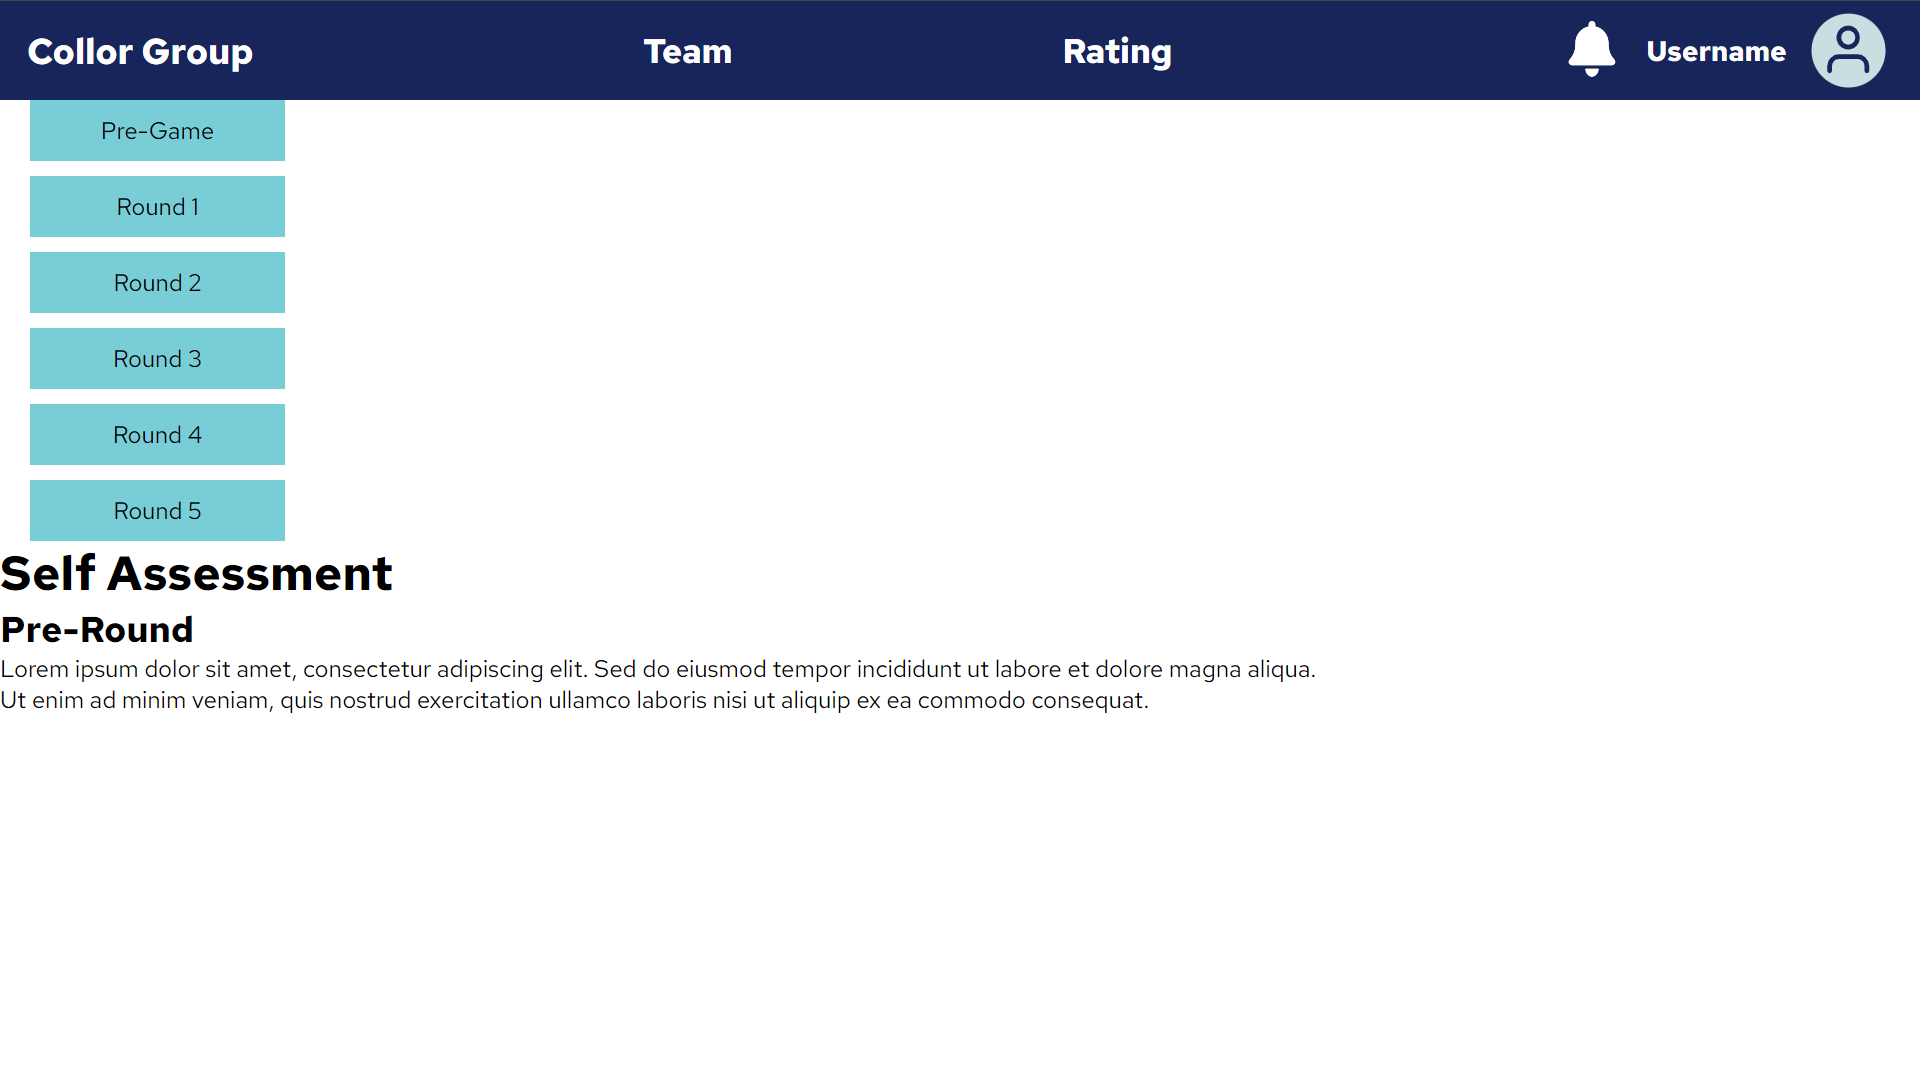 Collor Group
Team
Rating
Username
Pre-Game
Round 1
Round 2
Round 3
Round 4
Round 5
Self Assessment
Pre-Round
Lorem ipsum dolor sit amet, consectetur adipiscing elit. Sed do eiusmod tempor incididunt ut labore et dolore magna aliqua.
Ut enim ad minim veniam, quis nostrud exercitation ullamco laboris nisi ut aliquip ex ea commodo consequat.